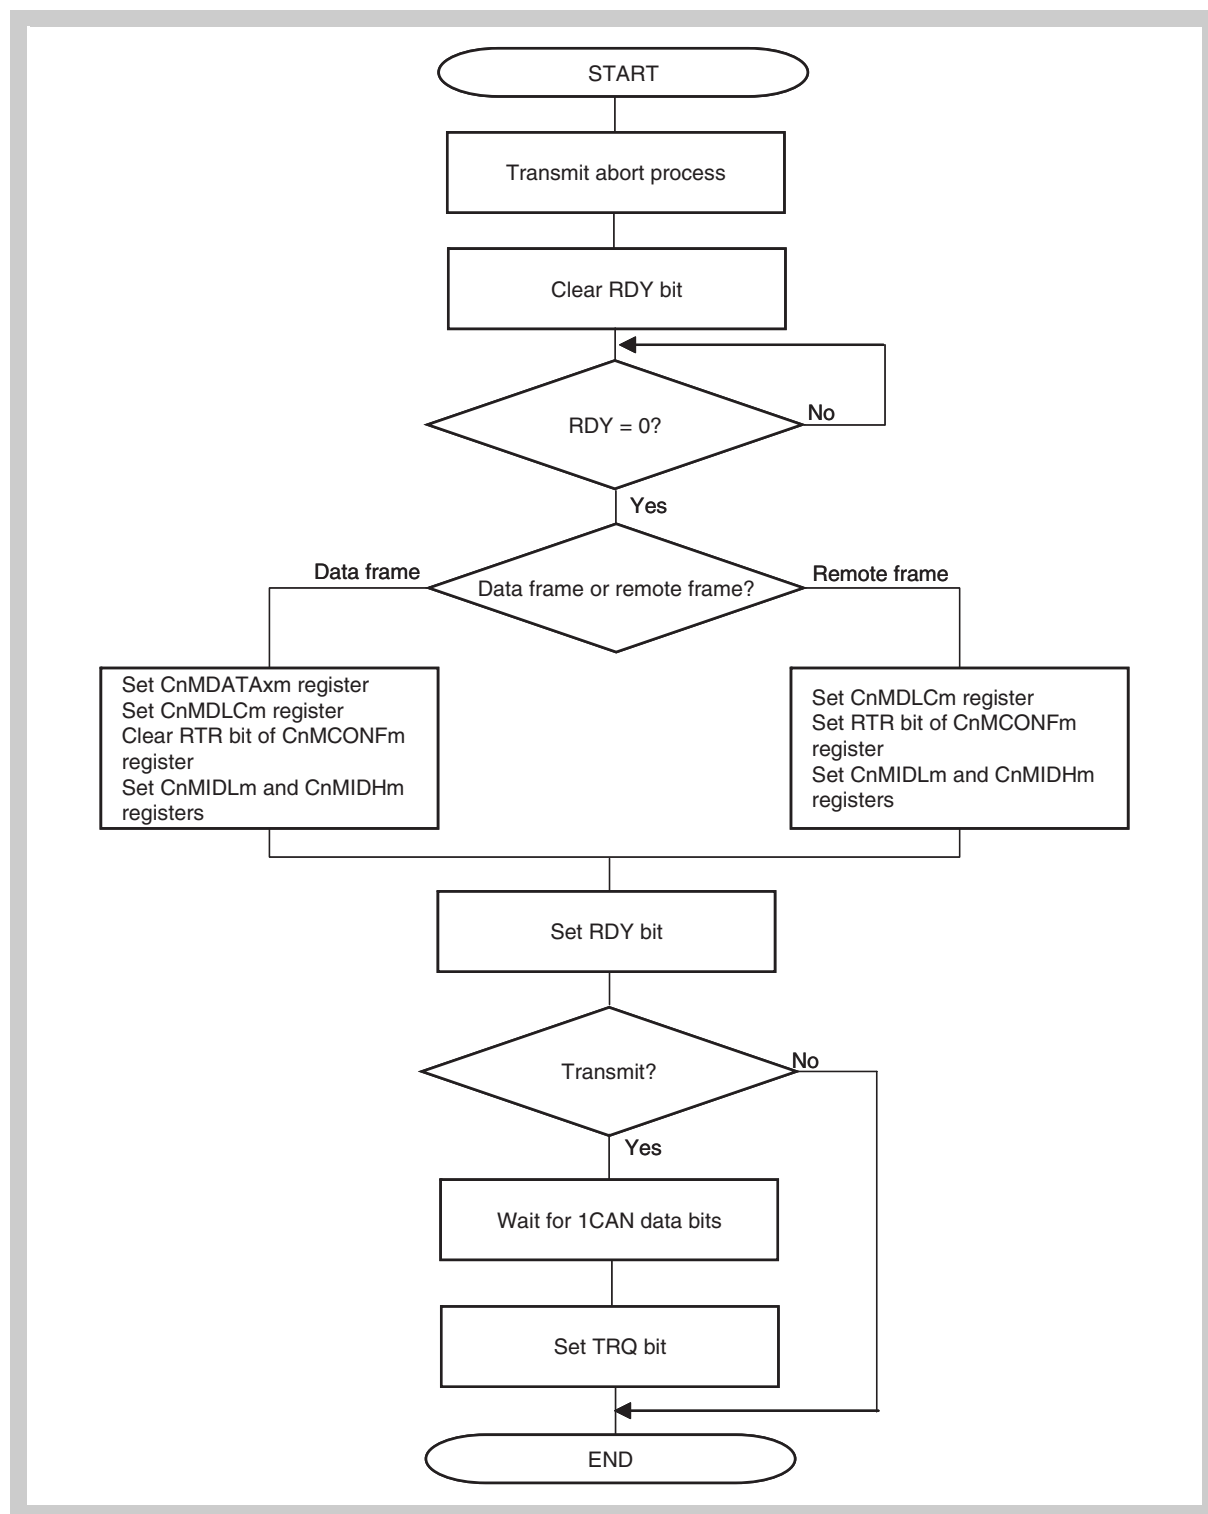 START
Transmit abort process
Clear RDY bit
RDY = 0?
No
Yes
Data frame
Data frame or remote frame?
Remote frame
Set CnMDATAxm register
Set CnMDLCm register
Clear RTR bit of CnMCONFm
register
Set CnMIDLm and CnMIDHm
registers
Set CnMDLCm register
Set RTR bit of CnMCONFm
register
Set CnMIDLm and CnMIDHm
registers
Set RDY bit
Transmit?
No
Yes
Wait for 1CAN data bits
Set TRQ bit
END